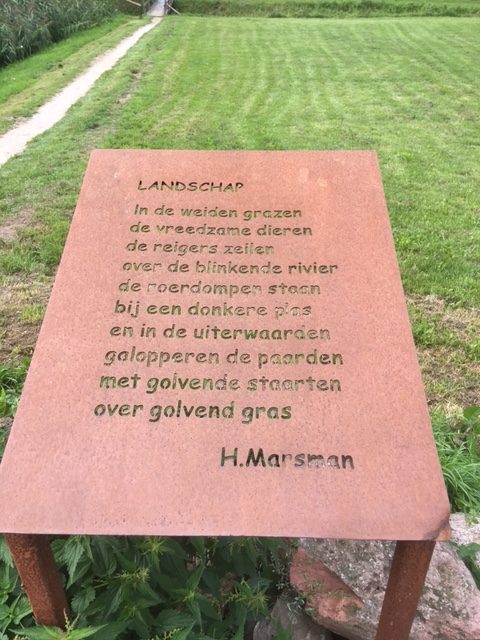 LANDSCHAP
In de weiden grazen
de vreedzame dieren
de reigers zeilen
over de blinkende rivier
de roerdompen staan
bij een donkere plas
en in de uiterwaarden
galopperen de paarden
met golvende staarten
over golvend gras
H.Marsman